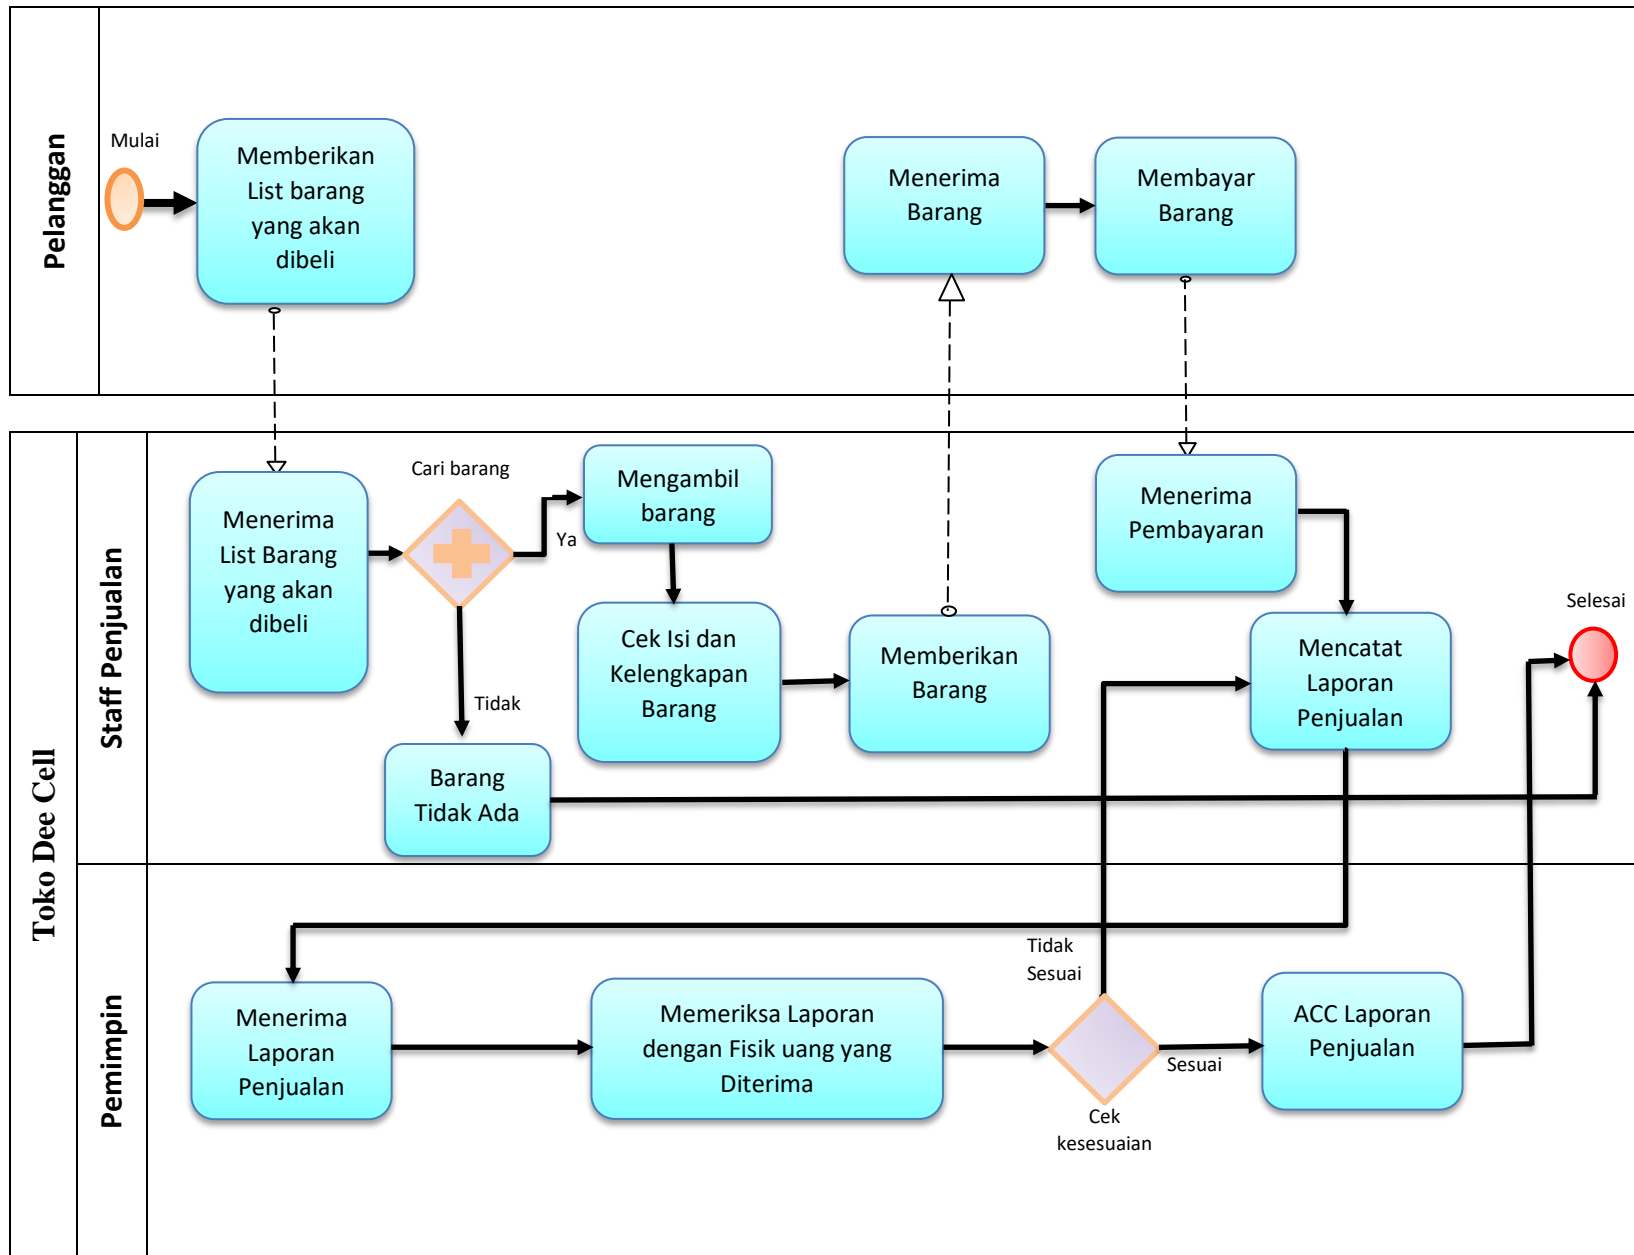 Pelanggan
Mulai
Memberikan
List barang
yang akan
dibeli
Menerima
Barang
Membayar
Barang
Toko Dee Cell
Staff Penjualan
Menerima
List Barang
yang akan
dibeli
Cari barang
Ya
Tidak
Mengambil
barang
Cek Isi dan
Kelengkapan
Barang
Memberikan
Barang
Barang
Tidak Ada
Menerima
Pembayaran
Mencatat
Laporan
Penjualan
Selesai
Pemimpin
Menerima
Laporan
Penjualan
Memeriksa Laporan
dengan Fisik uang yang
Diterima
Tidak
Sesuai
Sesuai
Cek
kesesuaian
ACC Laporan
Penjualan